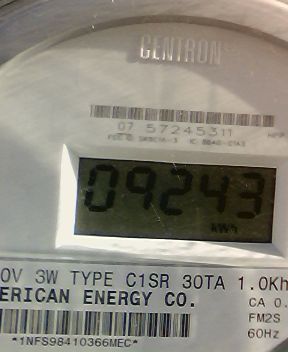 CENTRON
07 57245311
09243
kWh
0V 3W TYPE C1SR 30TA 1.0Kh
ERICAN ENERGY CO.
CA 0.
FM2S
60Hz
*1NFS98410366MEC*